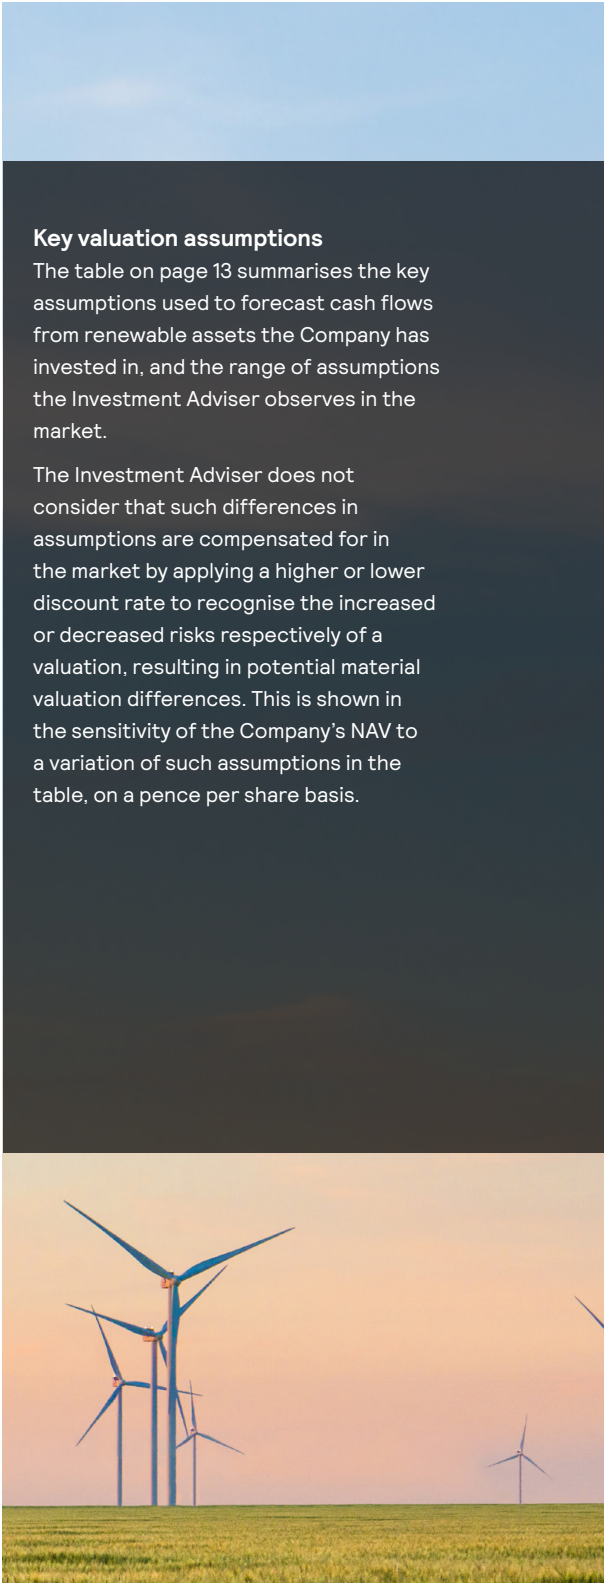 Key valuation assumptions
The table on page 13 summarises the key
assumptions used to forecast cash flows
from renewable assets the Company has
invested in, and the range of assumptions
the Investment Adviser observes in the
market.
The Investment Adviser does not
consider that such differences in
assumptions are compensated for in
the market by applying a higher or lower
discount rate to recognise the increased
or decreased risks respectively of a
valuation, resulting in potential material
valuation differences. This is shown in
the sensitivity of the Company’s NAV to
a variation of such assumptions in the
table, on a pence per share basis.